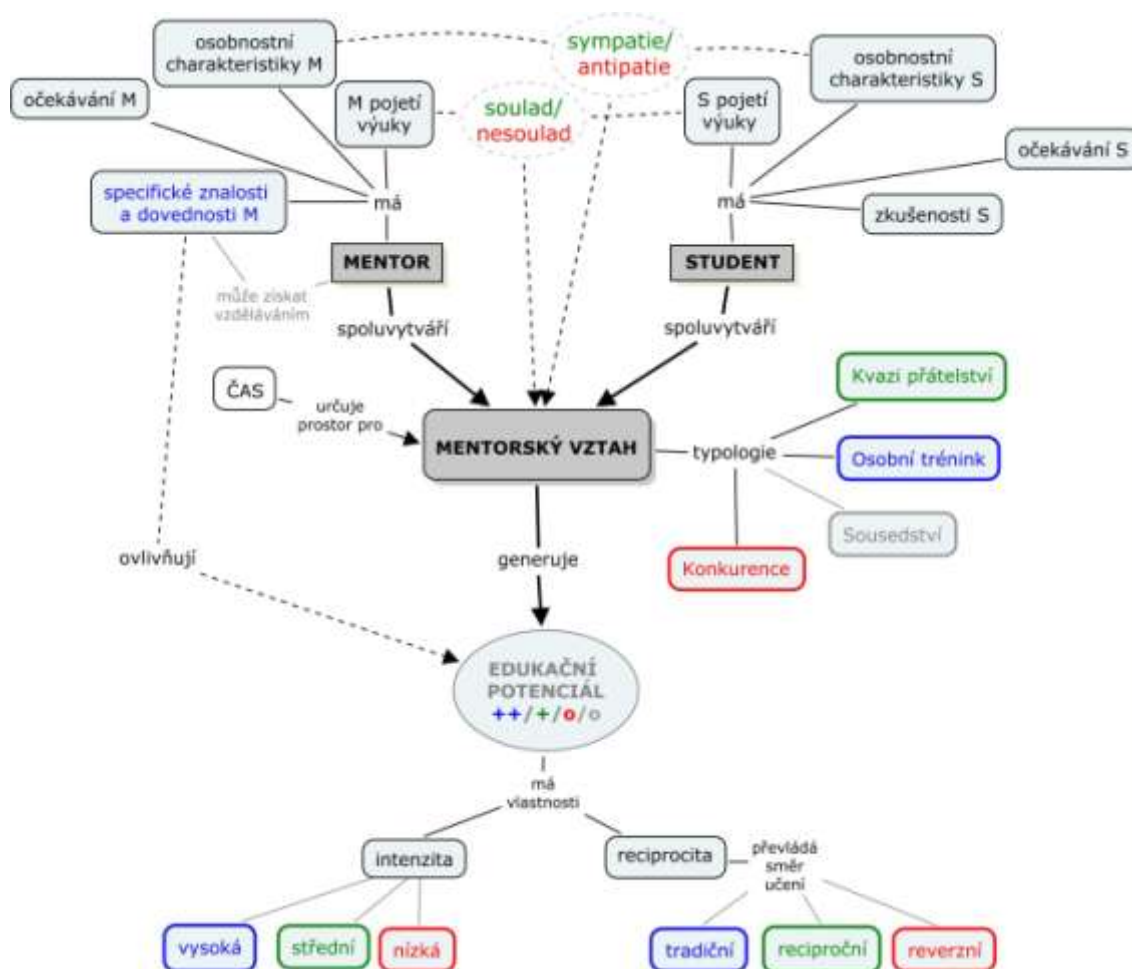 osobnostní
charakteristiky M
sympatie/
antipatie
osobnostní
charakteristiky S
očekávání M
M pojetí
výuky
soulad/
nesoulad
S pojetí
výuky
očekávání S
specifické znalosti
a dovednosti M
má
má
zkušenosti S
MENTOR
STUDENT
může získat
vzděláváním
spoluvytváří
spoluvytváří
ČAS
určuje
prostor pro
Kvazi přátelství
MENTORSKÝ VZTAH
typologie
Osobní trénink
Sousedství
ovlivňují
generuje
Konkurence
EDUKAČNÍ
POTENCIÁL
++/+/o/o
má
vlastnosti
intenzita
reciprocita
převládá
směr
učení
vysoká
střední
nízká
tradiční
reciproční
reverzní